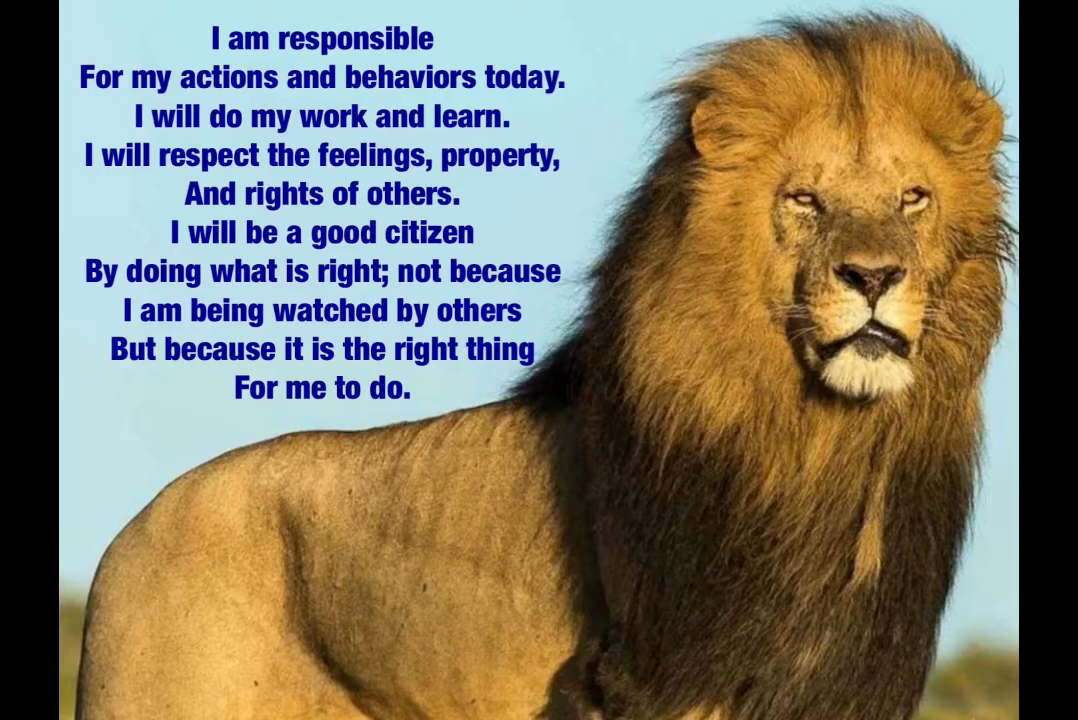 I am responsible
For my actions and behaviors today.
I will do my work and learn.
I will respect the feelings, property,
And rights of others.
I will be a good citizen
By doing what is right; not because
I am being watched by others
But because it is the right thing
For me to do.